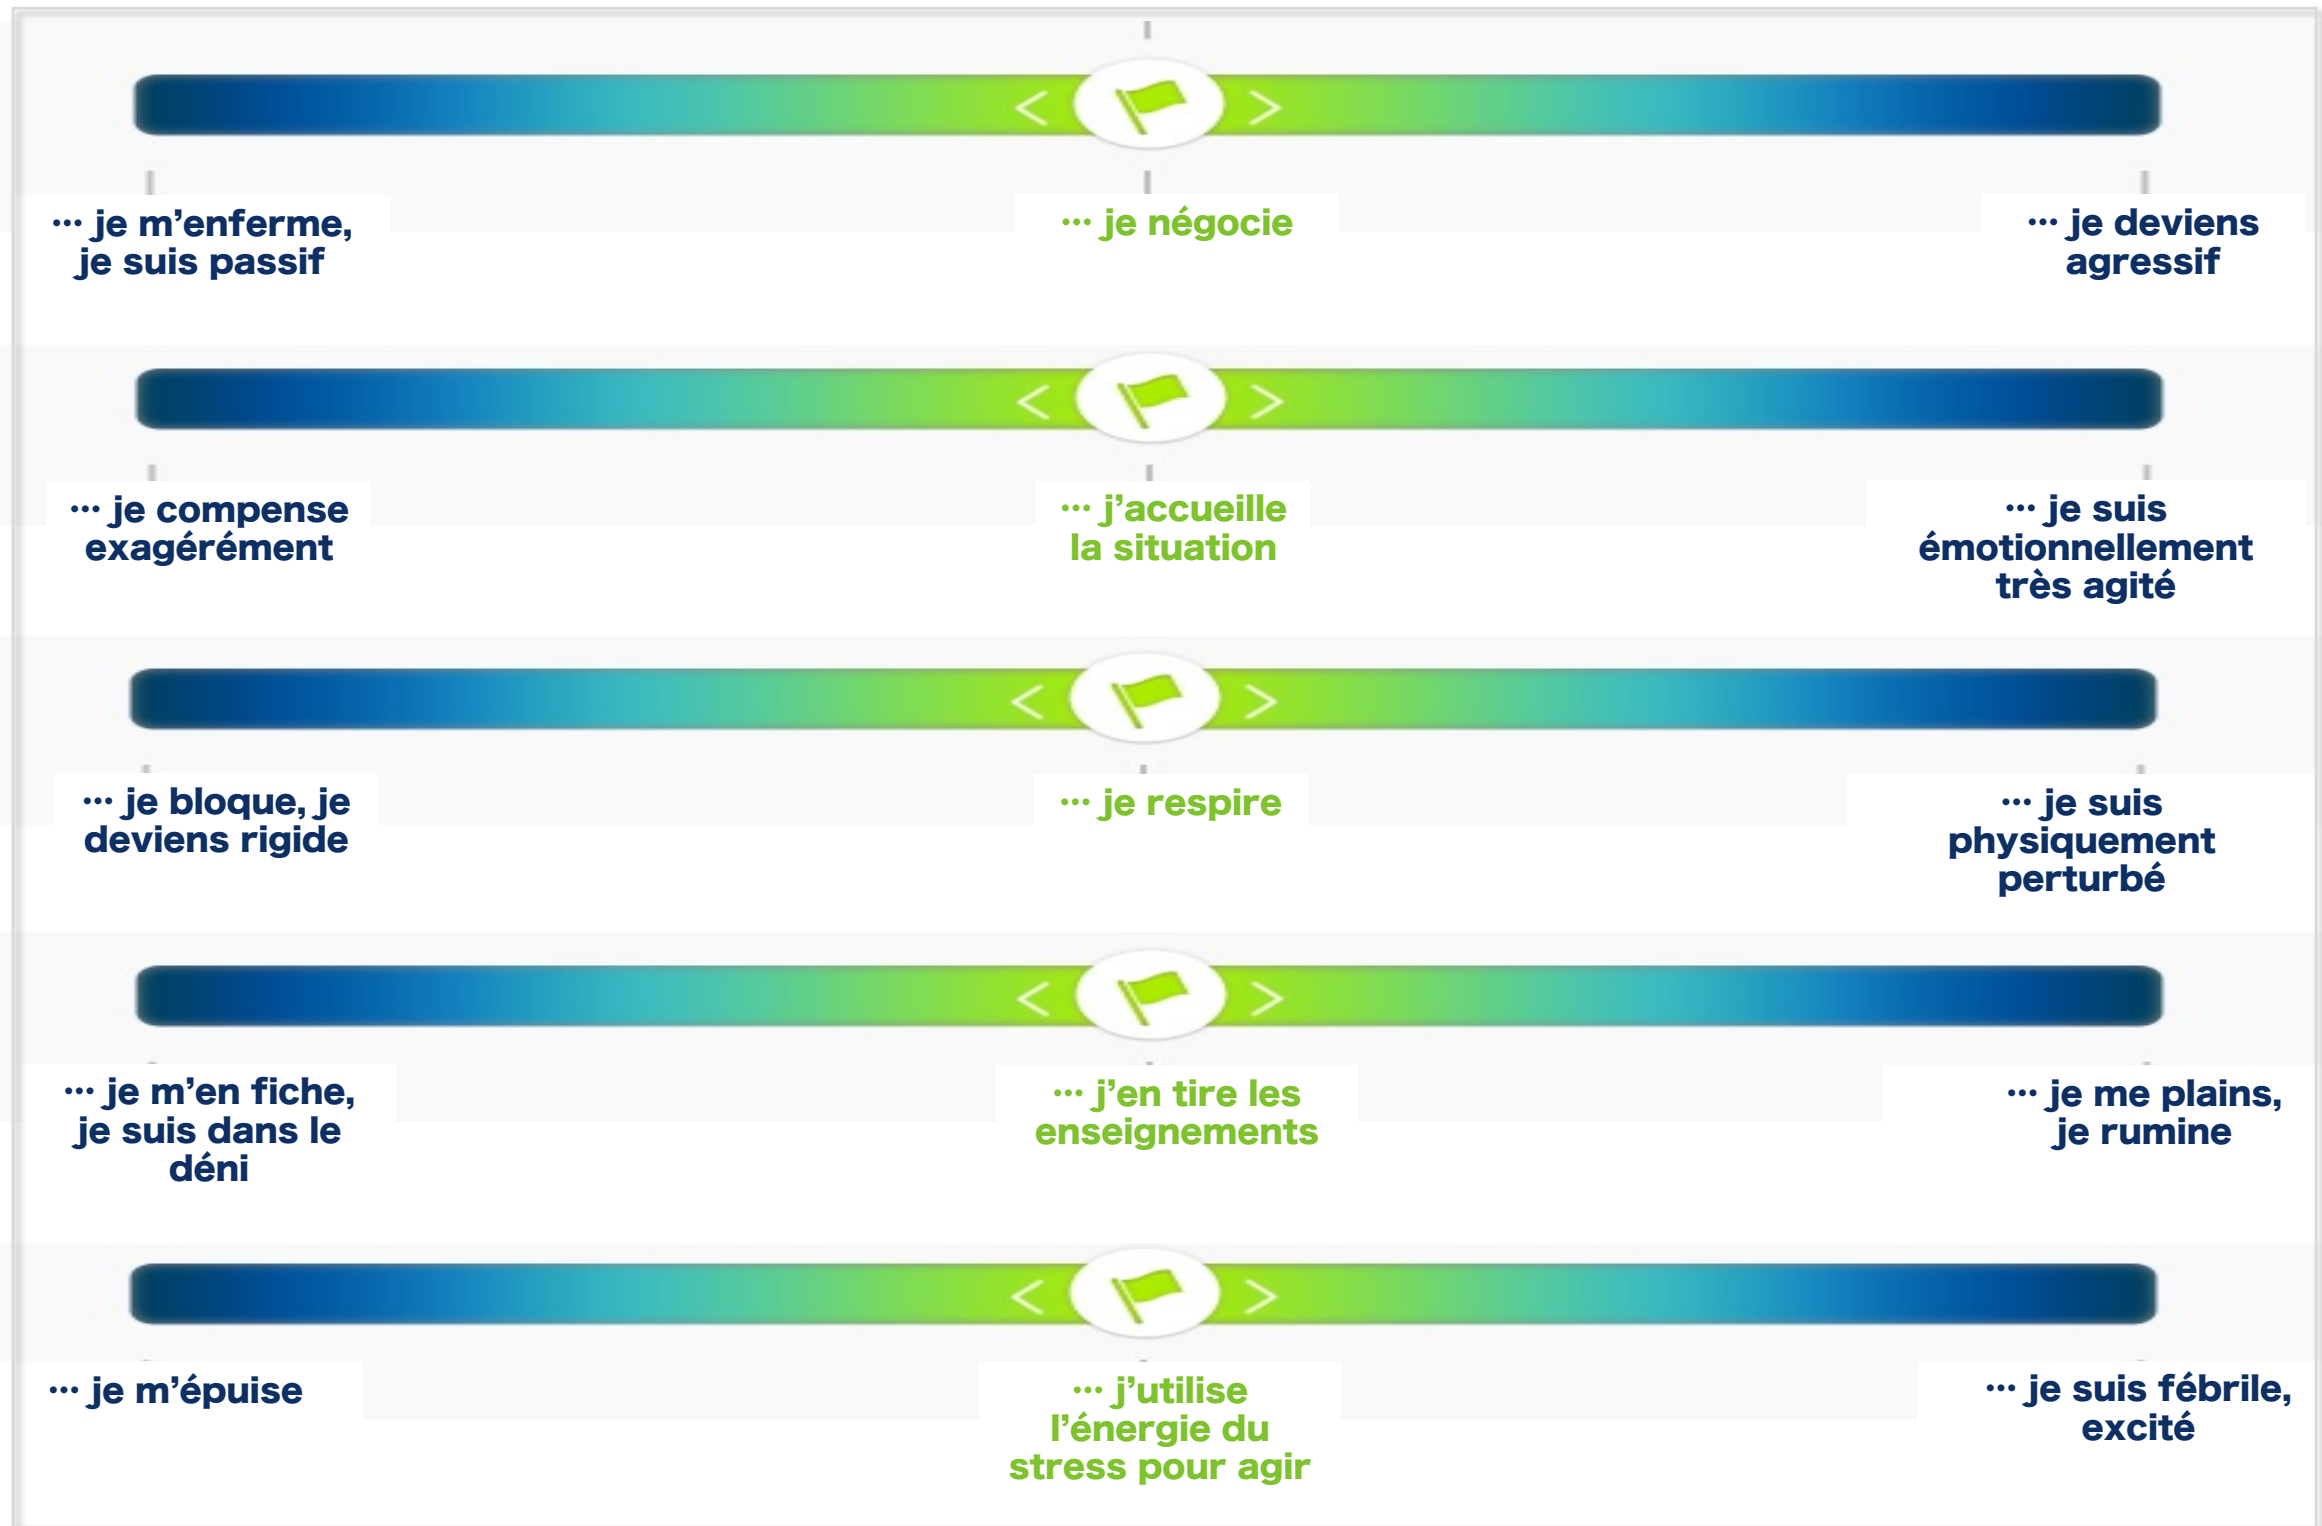 ··· je m’enferme,
je suis passif
··· je négocie
··· je deviens
agressif
··· je compense
exagérément
··· j’accueille
la situation
··· je suis
émotionnellement
très agité
··· je bloque, je
deviens rigide
··· je respire
··· je suis
physiquement
perturbé
··· je m’en fiche,
je suis dans le
déni
··· j’en tire les
enseignements
··· je me plains,
je rumine
··· je m’épuise
··· j’utilise
l’énergie du
stress pour agir
··· je suis fébrile,
excité